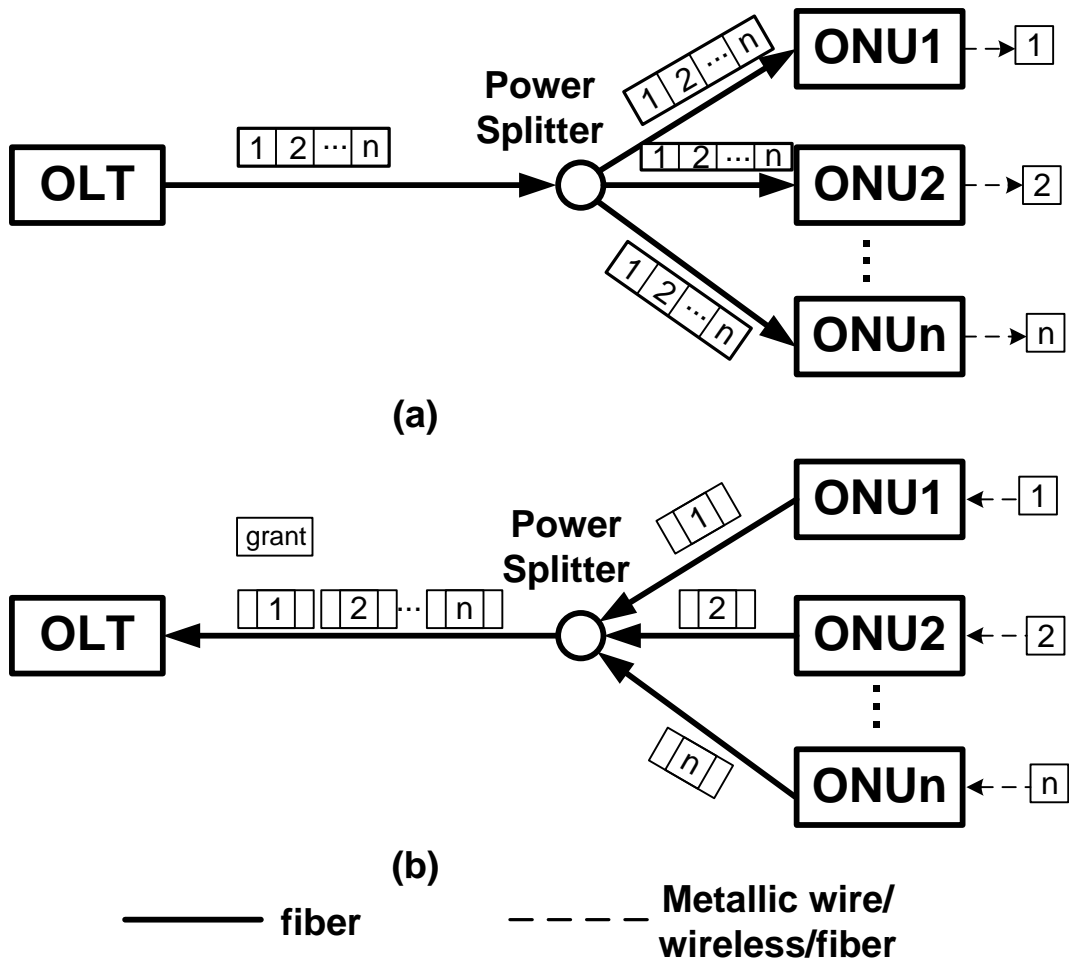 1 2 ... n
ONU1
1
Power
Splitter
1 2 ... n
OLT
1 2 ... n
ONU2
2
1 2 ... n
ONUn
n
(a)
ONU1
1
1
grant
Power
Splitter
1 2 ... n
OLT
2
ONU2
2
n
ONUn
n
(b)
fiber
Metallic wire/
wireless/fiber